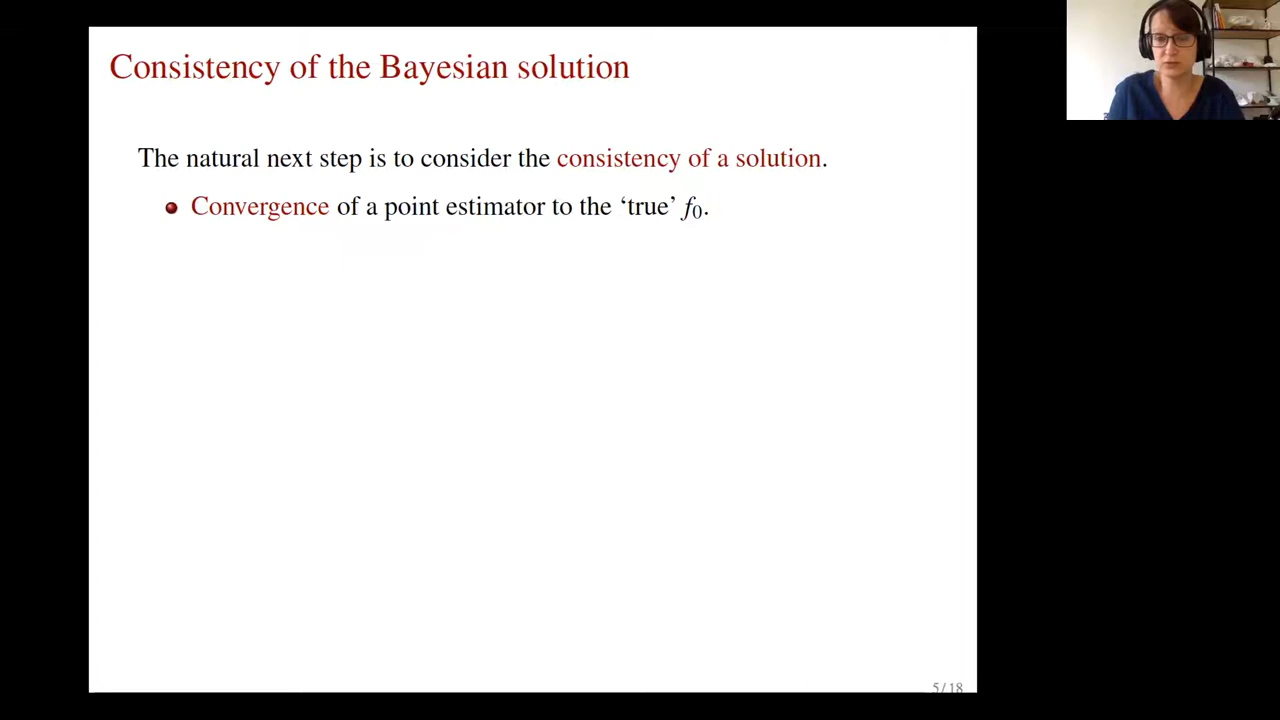 Consistency of the Bayesian solution
The natural next step is to consider the consistency of a solution.
Convergence of a point estimator to the ‘true’ f₀.
5 / 18